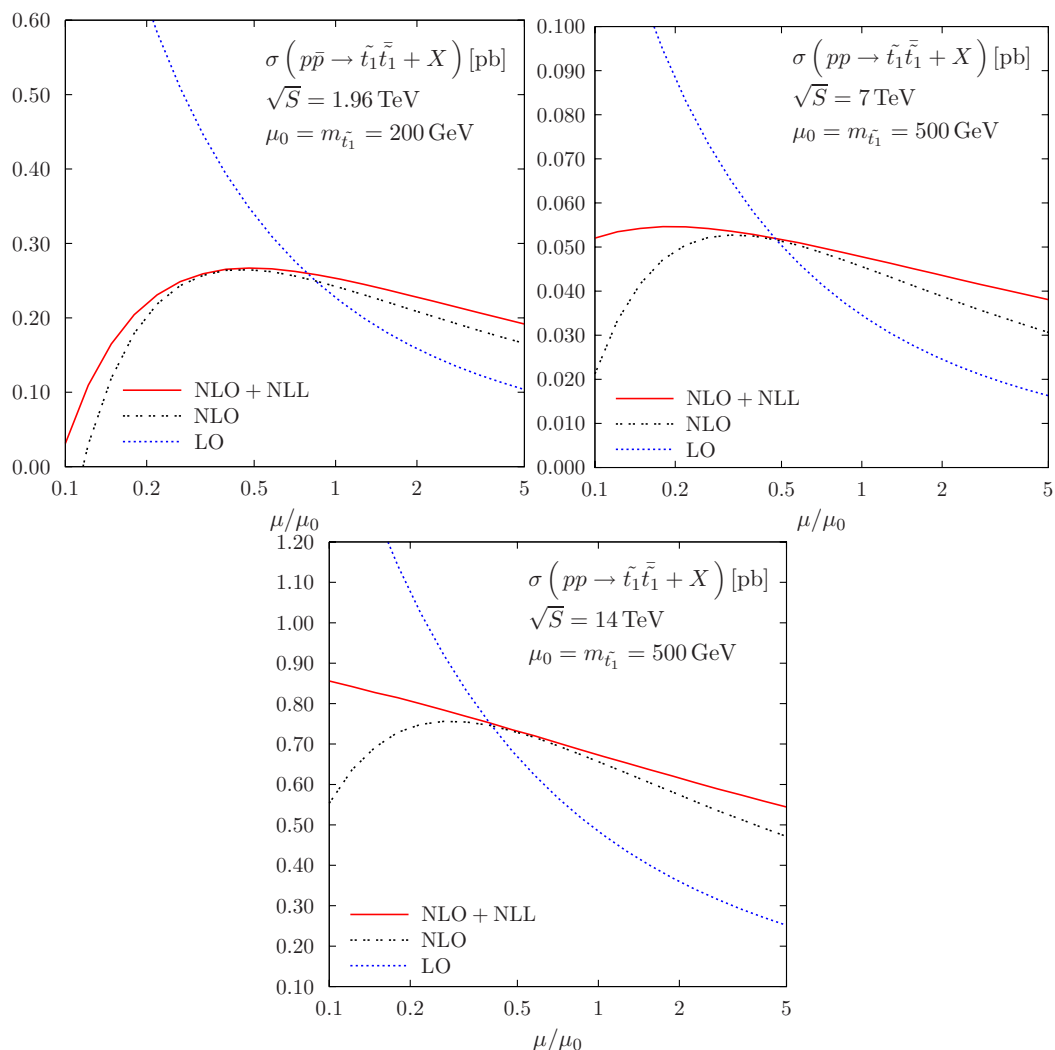 0.60
0.50
0.40
0.30
0.20
0.10
0.00
σ ( pp̄ → t̃₁t̃̄₁ + X ) [pb]
√S = 1.96 TeV
μ₀ = m_t̃₁ = 200 GeV
NLO + NLL
NLO
LO
0.1 0.2 0.5 1 2 5
μ/μ₀
0.100
0.090
0.080
0.070
0.060
0.050
0.040
0.030
0.020
0.010
0.000
σ ( pp → t̃₁t̃̄₁ + X ) [pb]
√S = 7 TeV
μ₀ = m_t̃₁ = 500 GeV
NLO + NLL
NLO
LO
0.1 0.2 0.5 1 2 5
μ/μ₀
1.20
1.10
1.00
0.90
0.80
0.70
0.60
0.50
0.40
0.30
0.20
0.10
σ ( pp → t̃₁t̃̄₁ + X ) [pb]
√S = 14 TeV
μ₀ = m_t̃₁ = 500 GeV
NLO + NLL
NLO
LO
0.1 0.2 0.5 1 2 5
μ/μ₀